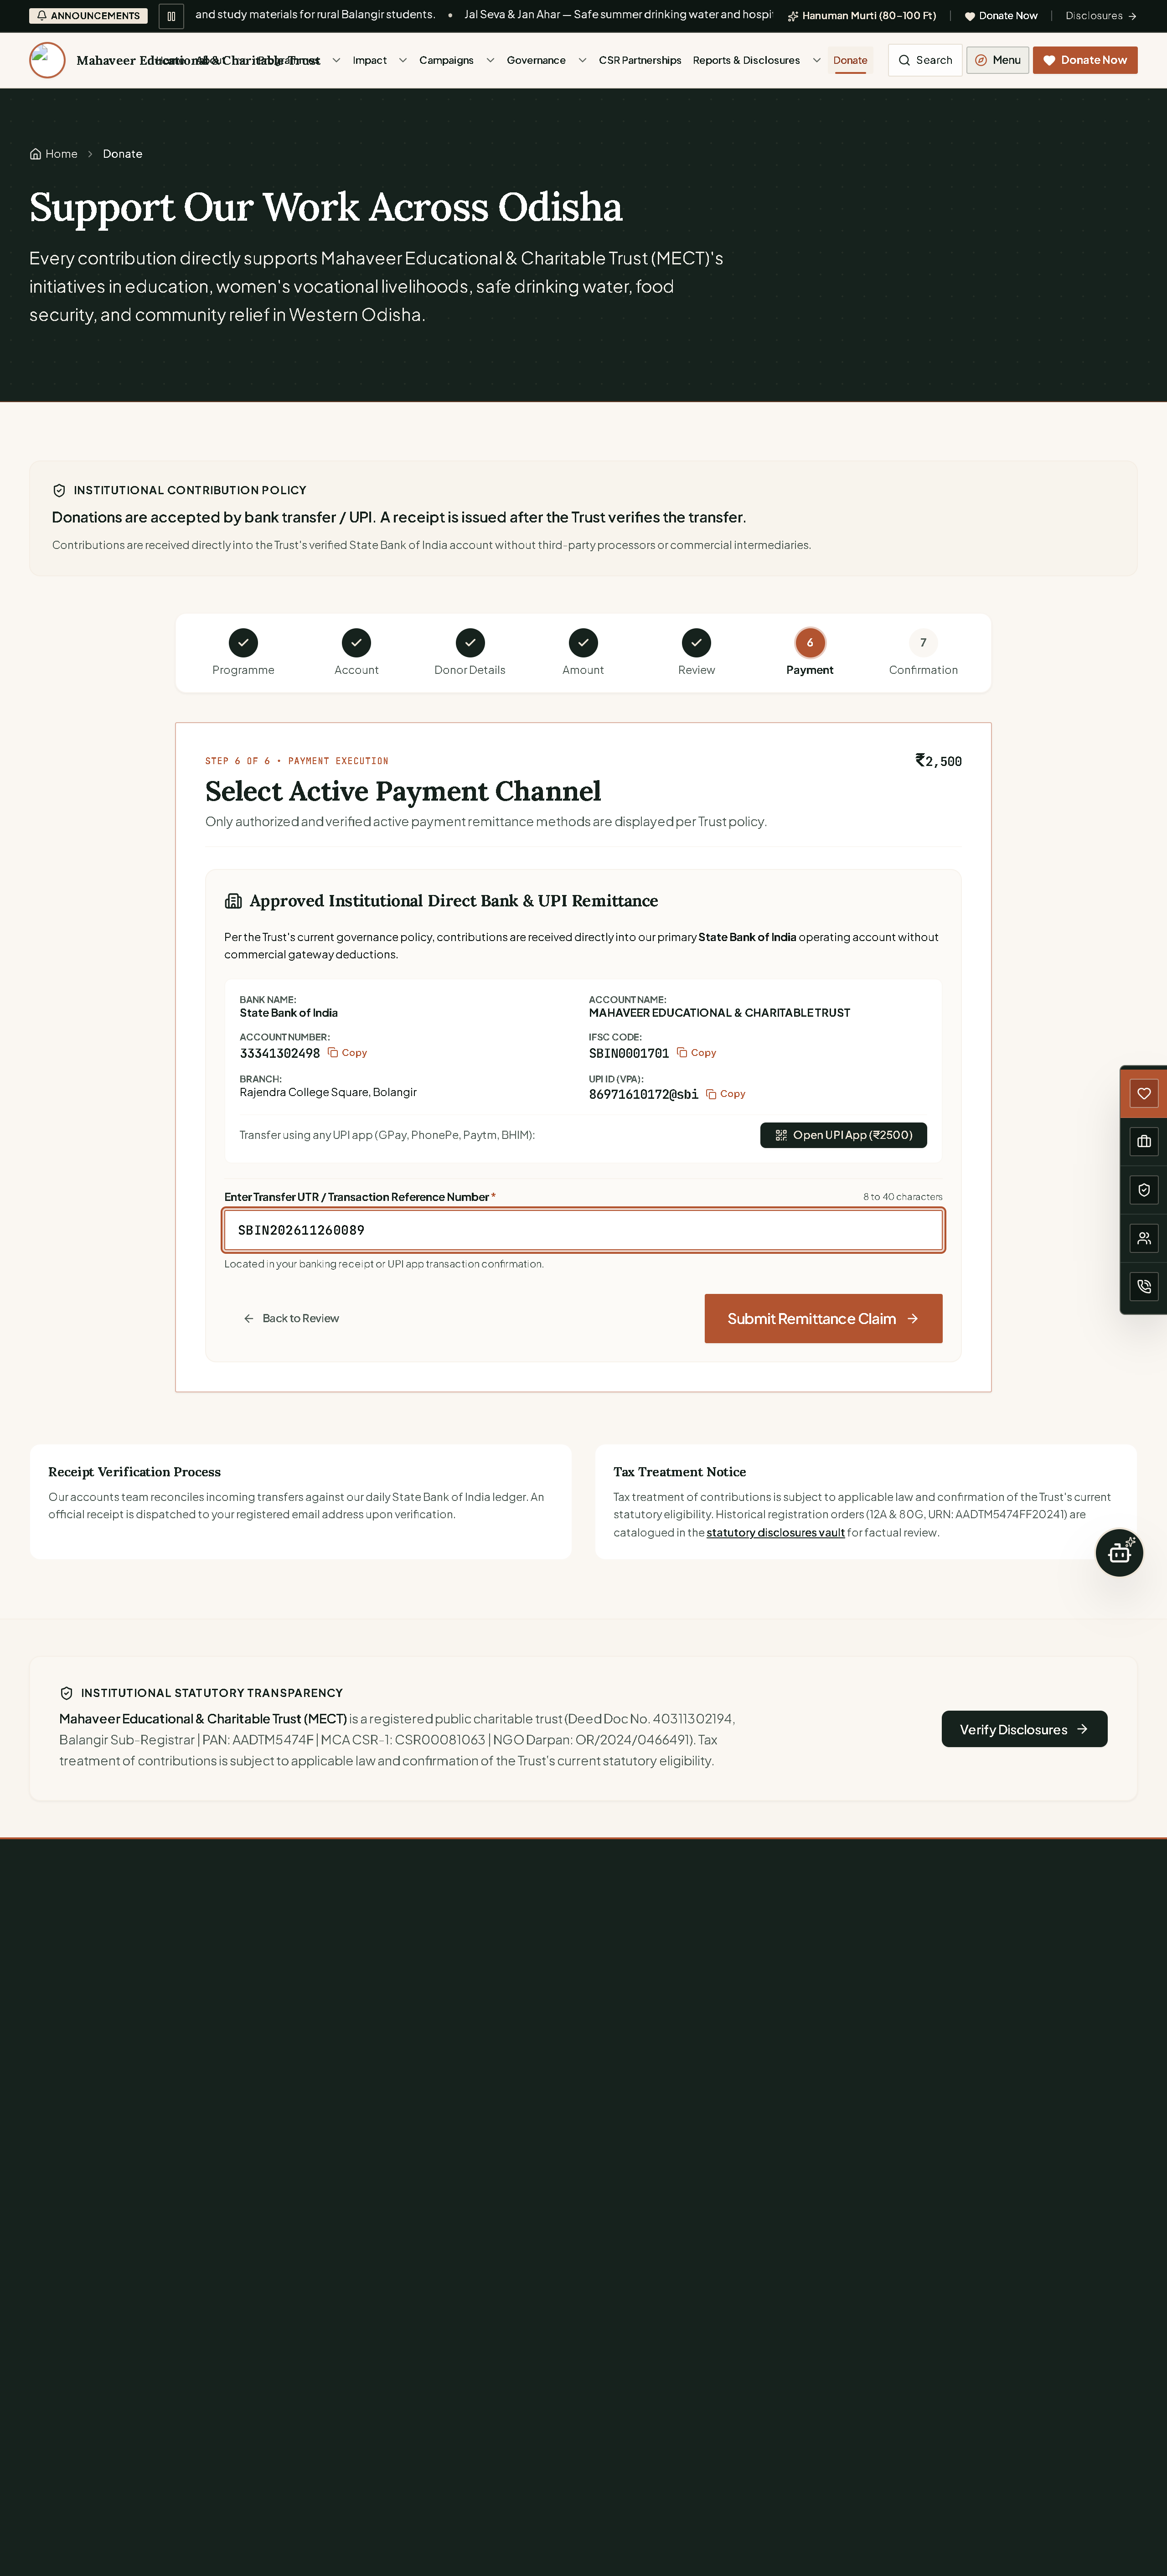 ANNOUNCEMENTS
and study materials for rural Balangir students. • Jal Seva & Jan Ahar — Safe summer drinking water and hospit
Hanuman Murti (80–100 Ft) | Donate Now | Disclosures →
Mahaveer Educational & Charitable Trust
Home About Programmes Impact Campaigns Governance CSR Partnerships Reports & Disclosures Donate
Search Menu Donate Now
Home > Donate
Support Our Work Across Odisha
Every contribution directly supports Mahaveer Educational & Charitable Trust (MECT)'s
initiatives in education, women's vocational livelihoods, safe drinking water, food
security, and community relief in Western Odisha.
INSTITUTIONAL CONTRIBUTION POLICY
Donations are accepted by bank transfer / UPI. A receipt is issued after the Trust verifies the transfer.
Contributions are received directly into the Trust's verified State Bank of India account without third-party processors or commercial intermediaries.
6 7
Programme Account Donor Details Amount Review Payment Confirmation
STEP 6 OF 6 • PAYMENT EXECUTION
₹2,500
Select Active Payment Channel
Only authorized and verified active payment remittance methods are displayed per Trust policy.
Approved Institutional Direct Bank & UPI Remittance
Per the Trust's current governance policy, contributions are received directly into our primary State Bank of India operating account without
commercial gateway deductions.
BANK NAME:
State Bank of India
ACCOUNT NAME:
MAHAVEER EDUCATIONAL & CHARITABLE TRUST
ACCOUNT NUMBER:
33341302498 Copy
IFSC CODE:
SBIN0001701 Copy
BRANCH:
Rajendra College Square, Bolangir
UPI ID (VPA):
86971610172@sbi Copy
Transfer using any UPI app (GPay, PhonePe, Paytm, BHIM):
Open UPI App (₹2500)
Enter Transfer UTR / Transaction Reference Number *
8 to 40 characters
SBIN202611260089
Located in your banking receipt or UPI app transaction confirmation.
← Back to Review
Submit Remittance Claim →
Receipt Verification Process
Our accounts team reconciles incoming transfers against our daily State Bank of India ledger. An
official receipt is dispatched to your registered email address upon verification.
Tax Treatment Notice
Tax treatment of contributions is subject to applicable law and confirmation of the Trust's current
statutory eligibility. Historical registration orders (12A & 80G, URN: AADTM5474FF20241) are
catalogued in the statutory disclosures vault for factual review.
INSTITUTIONAL STATUTORY TRANSPARENCY
Mahaveer Educational & Charitable Trust (MECT) is a registered public charitable trust (Deed Doc No. 40311302194,
Balangir Sub-Registrar | PAN: AADTM5474F | MCA CSR-1: CSR00081063 | NGO Darpan: OR/2024/0466491). Tax
treatment of contributions is subject to applicable law and confirmation of the Trust's current statutory eligibility.
Verify Disclosures →